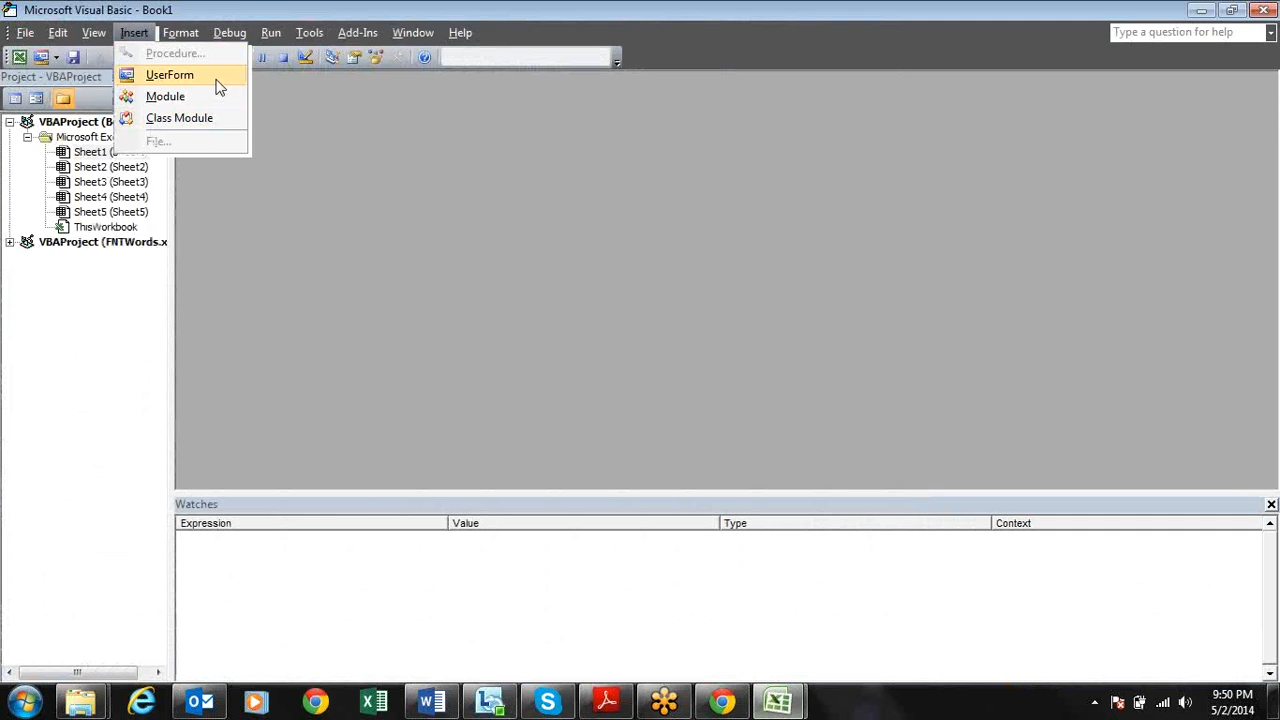 Microsoft Visual Basic - Book1
File Edit View Insert Format Debug Run Tools Add-Ins Window Help
Type a question for help
Procedure...
UserForm
Module
Class Module
File...
Project - VBAProject
VBAProject (B
Microsoft Exc
Sheet1 (
Sheet2 (Sheet2)
Sheet3 (Sheet3)
Sheet4 (Sheet4)
Sheet5 (Sheet5)
ThisWorkbook
VBAProject (FNTWords.x
Watches
Expression Value Type Context
9:50 PM
5/2/2014